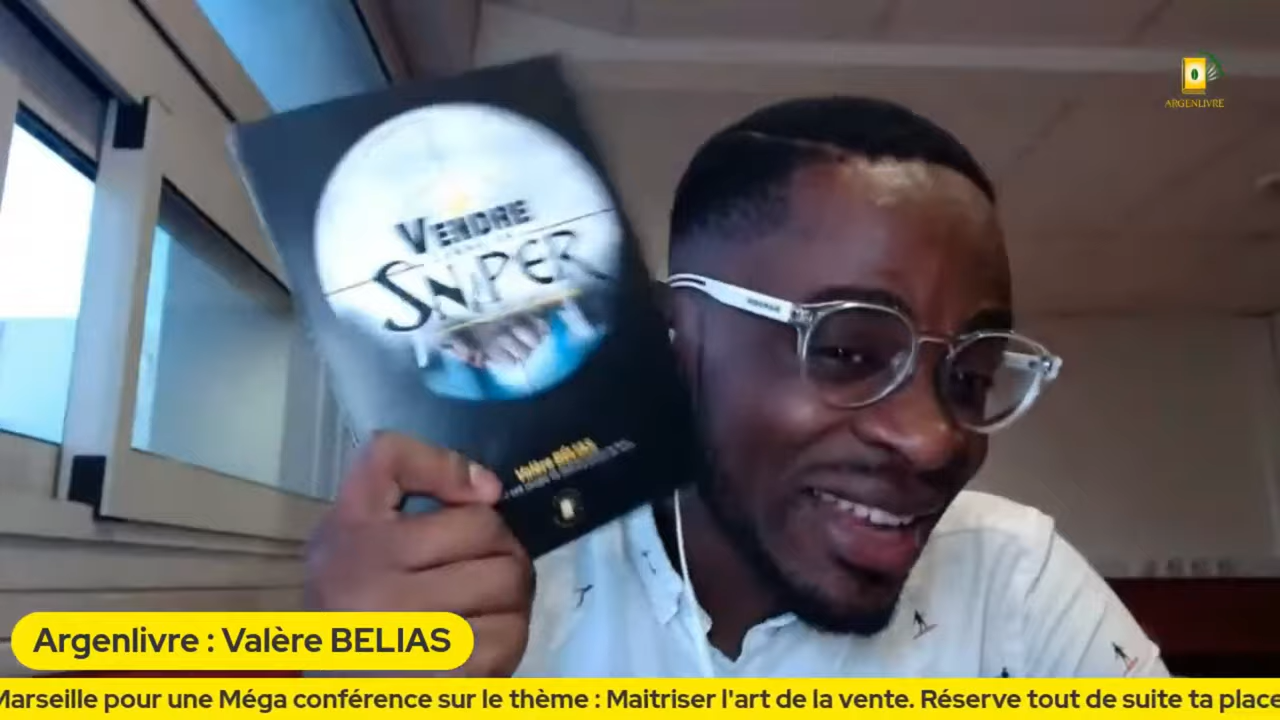 ARGENLIVRE
VENDRE
SNIPER
Valère BÉLIAS
Argenlivre : Valère BELIAS
Marseille pour une Méga conférence sur le thème : Maitriser l'art de la vente. Réserve tout de suite ta place